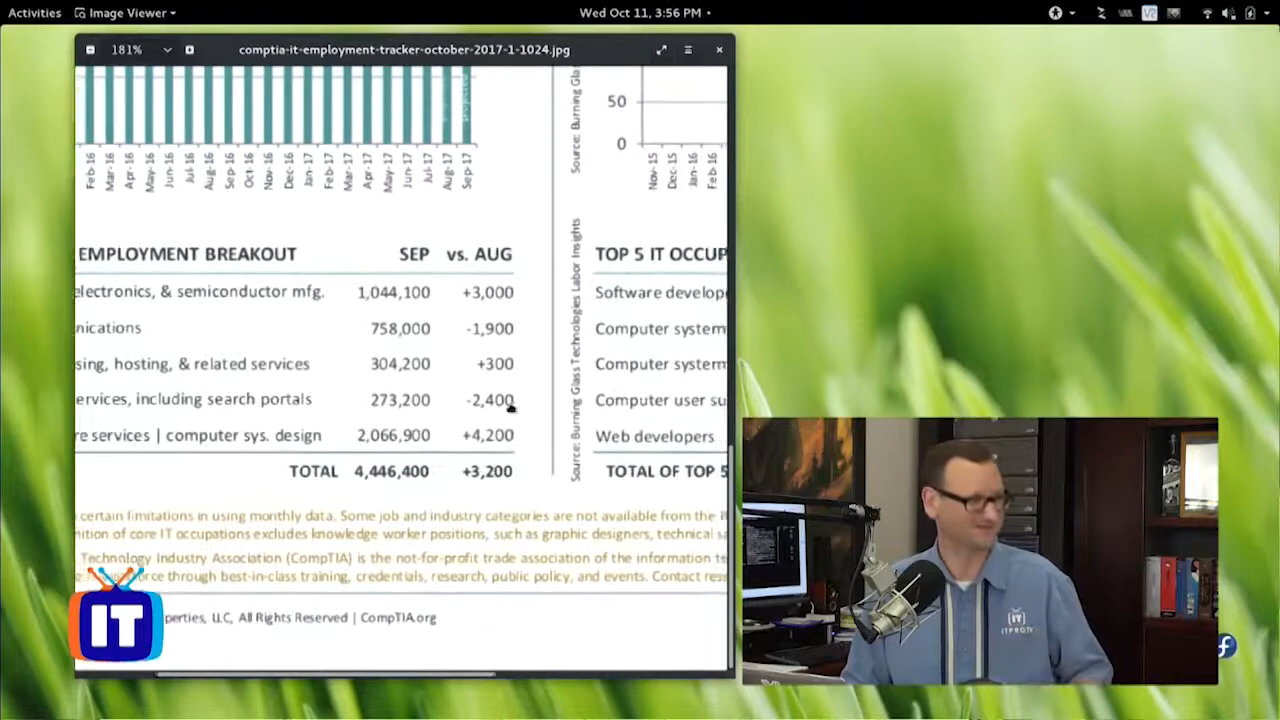 Activities
Image Viewer
Wed Oct 11, 3:56 PM
181%
comptia-it-employment-tracker-october-2017-1-1024.jpg
Feb-16
Mar-16
Apr-16
May-16
Jun-16
Jul-16
Aug-16
Sep-16
Oct-16
Nov-16
Dec-16
Jan-17
Feb-17
Mar-17
Apr-17
May-17
Jun-17
Jul-17
Aug-17
Sep-17
EMPLOYMENT BREAKOUT SEP vs. AUG
electronics, & semiconductor mfg. 1,044,100 +3,000
nications 758,000 -1,900
sing, hosting, & related services 304,200 +300
ervices, including search portals 273,200 -2,400
re services | computer sys. design 2,066,900 +4,200
TOTAL 4,446,400 +3,200
Source: Burning Gla
50
0
Nov-15
Dec-15
Jan-16
Feb-16
Source: Burning Glass Technologies Labor Insights
TOP 5 IT OCCUP
Software develop
Computer system
Computer system
Computer user su
Web developers
TOTAL OF TOP 5
certain limitations in using monthly data. Some job and industry categories are not available from the
nition of core IT occupations excludes knowledge worker positions, such as graphic designers, technical
Technology Industry Association (CompTIA) is the not-for-profit trade association of the information
force through best-in-class training, credentials, research, public policy, and events. Contact
perties, LLC, All Rights Reserved | CompTIA.org
IT
IT
ITPROTV